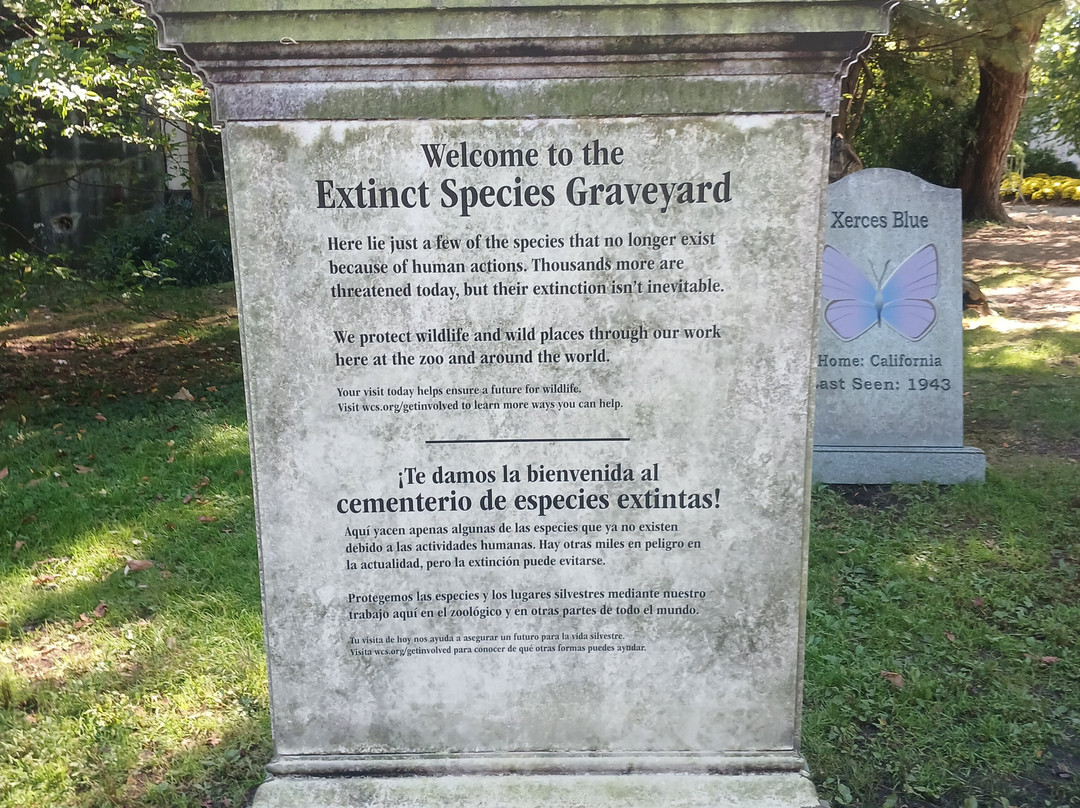 Welcome to the
Extinct Species Graveyard
Here lie just a few of the species that no longer exist
because of human actions. Thousands more are
threatened today, but their extinction isn't inevitable.
We protect wildlife and wild places through our work
here at the zoo and around the world.
Your visit today helps ensure a future for wildlife.
Visit wcs.org/getinvolved to learn more ways you can help.
¡Te damos la bienvenida al
cementerio de especies extintas!
Aquí yacen apenas algunas de las especies que ya no existen
debido a las actividades humanas. Hay otras miles en peligro en
la actualidad, pero la extinción puede evitarse.
Protegemos las especies y los lugares silvestres mediante nuestro
trabajo aquí en el zoológico y en otras partes de todo el mundo.
Tu visita de hoy nos ayuda a asegurar un futuro para la vida silvestre.
Visita wcs.org/getinvolved para conocer de qué otras formas puedes ayudar.
Xerces Blue
Home: California
ast Seen: 1943